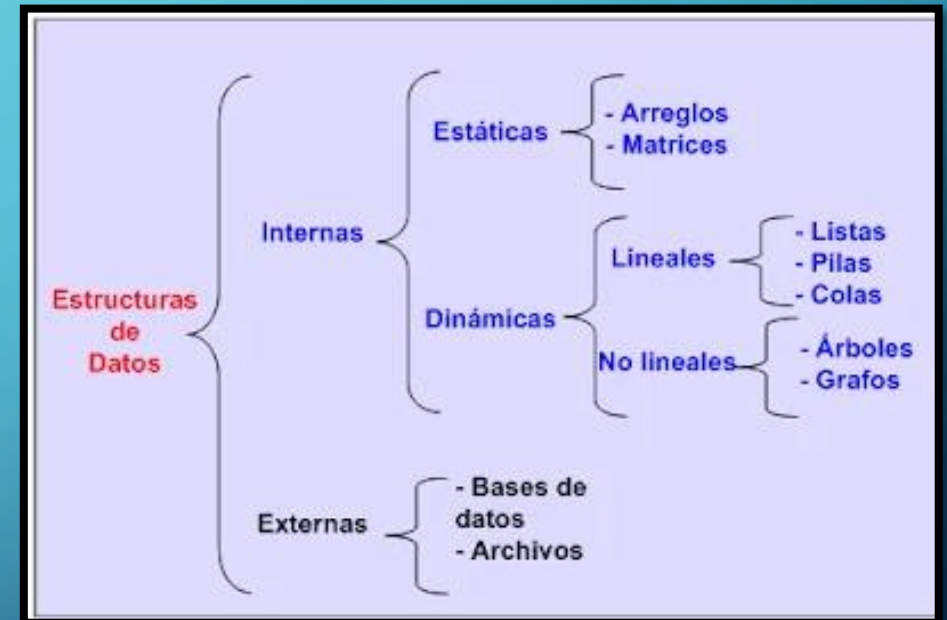 Estructuras
de
Datos
Internas
Estáticas
- Arreglos
- Matrices
Dinámicas
Lineales
- Listas
- Pilas
- Colas
No lineales
- Árboles
- Grafos
Externas
- Bases de
datos
- Archivos